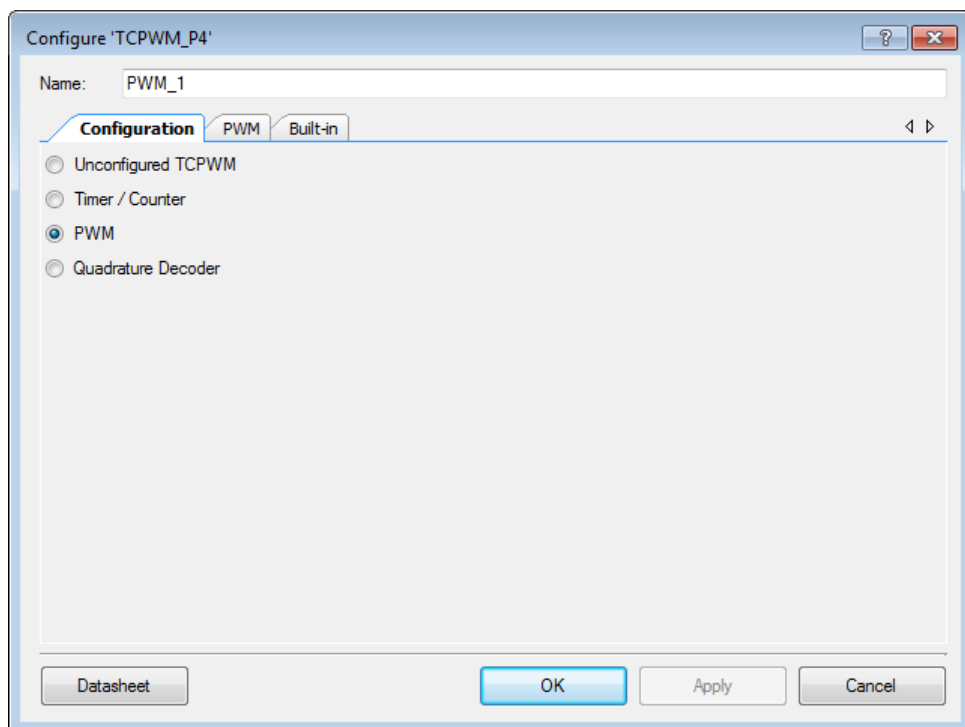 Configure 'TCPWM_P4'
Name: PWM_1
Configuration PWM Built-in
Unconfigured TCPWM
Timer / Counter
PWM
Quadrature Decoder
Datasheet OK Apply Cancel